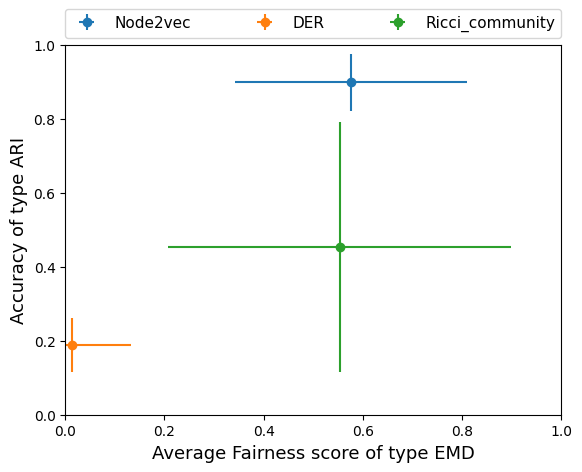 Node2vec DER Ricci_community
1.0
0.8
0.6
0.4
0.2
0.0
Accuracy of type ARI
0.0 0.2 0.4 0.6 0.8 1.0
Average Fairness score of type EMD